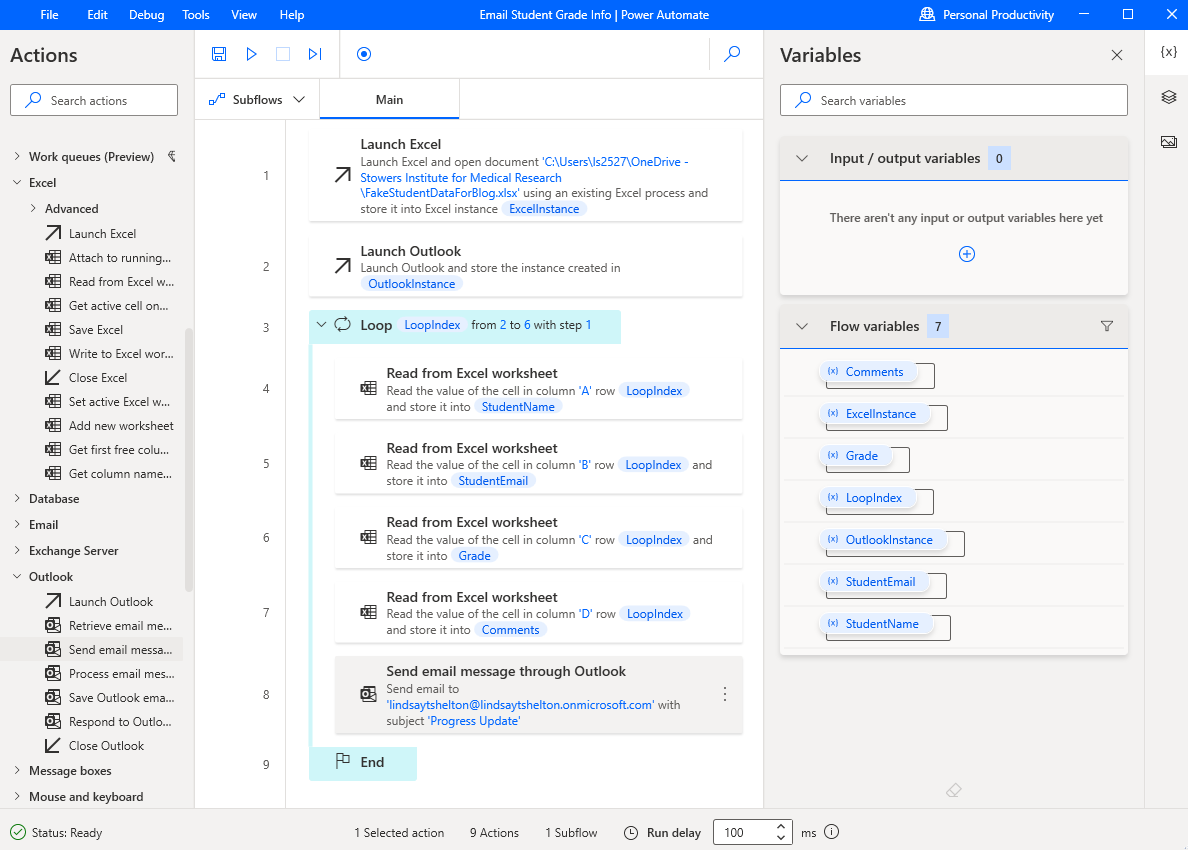 File Edit Debug Tools View Help
Email Student Grade Info | Power Automate
Personal Productivity
Actions
Search actions
Work queues (Preview)
Excel
Advanced
Launch Excel
Attach to running...
Read from Excel w...
Get active cell on...
Save Excel
Write to Excel wor...
Close Excel
Set active Excel w...
Add new worksheet
Get first free colu...
Get column name...
Database
Email
Exchange Server
Outlook
Launch Outlook
Retrieve email me...
Send email messa...
Process email mes...
Save Outlook ema...
Respond to Outlo...
Close Outlook
Message boxes
Mouse and keyboard
Subflows
Main
1
Launch Excel
Launch Excel and open document 'C:\Users\ls2527\OneDrive -
Stowers Institute for Medical Research
\FakeStudentDataForBlog.xlsx' using an existing Excel process and
store it into Excel instance ExcelInstance
2
Launch Outlook
Launch Outlook and store the instance created in
OutlookInstance
3
Loop LoopIndex from 2 to 6 with step 1
4
Read from Excel worksheet
Read the value of the cell in column 'A' row LoopIndex
and store it into StudentName
5
Read from Excel worksheet
Read the value of the cell in column 'B' row LoopIndex and
store it into StudentEmail
6
Read from Excel worksheet
Read the value of the cell in column 'C' row LoopIndex and
store it into Grade
7
Read from Excel worksheet
Read the value of the cell in column 'D' row LoopIndex
and store it into Comments
8
Send email message through Outlook
Send email to
'lindsaytshelton@lindsaytshelton.onmicrosoft.com' with
subject 'Progress Update'
9
End
Variables
{x}
Search variables
Input / output variables 0
There aren't any input or output variables here yet
Flow variables 7
(x) Comments
(x) ExcelInstance
(x) Grade
(x) LoopIndex
(x) OutlookInstance
(x) StudentEmail
(x) StudentName
Status: Ready
1 Selected action
9 Actions
1 Subflow
Run delay
100
ms